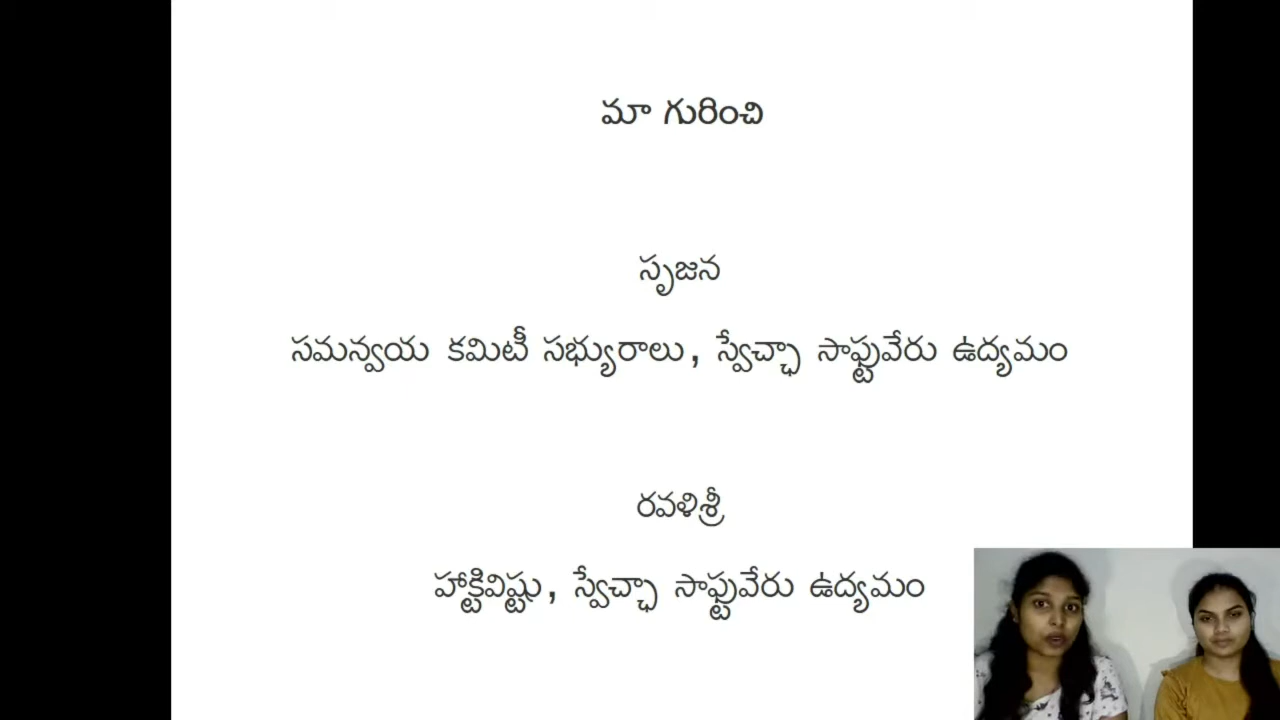 మా గురించి
సృజన
సమన్వయ కమిటీ సభ్యురాలు, స్వేచ్ఛా సాఫ్టువేరు ఉద్యమం
రవళిశ్రీ
హాక్టివిష్టు, స్వేచ్ఛా సాఫ్టువేరు ఉద్యమం